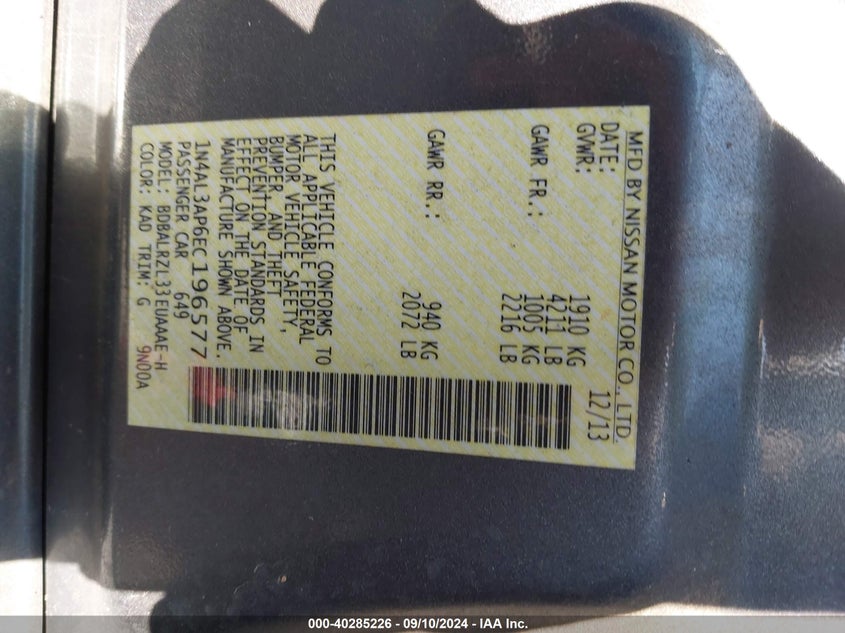 MFD BY NISSAN MOTOR CO., LTD.
DATE: 12/13
GVWR: 1910 KG
4211 LB
GAWR FR.: 1005 KG
2216 LB
GAWR RR.: 940 KG
2072 LB
THIS VEHICLE CONFORMS TO
ALL APPLICABLE FEDERAL
MOTOR VEHICLE SAFETY,
BUMPER AND THEFT
PREVENTION STANDARDS IN
EFFECT ON THE DATE OF
MANUFACTURE SHOWN ABOVE.
1N4AL3AP6EC196577
PASSENGER CAR 649
MODEL: BDBALRZL33EUAAAE-H
COLOR: KAD TRIM: G 9N00A
000-40285226 - 09/10/2024 - IAA Inc.